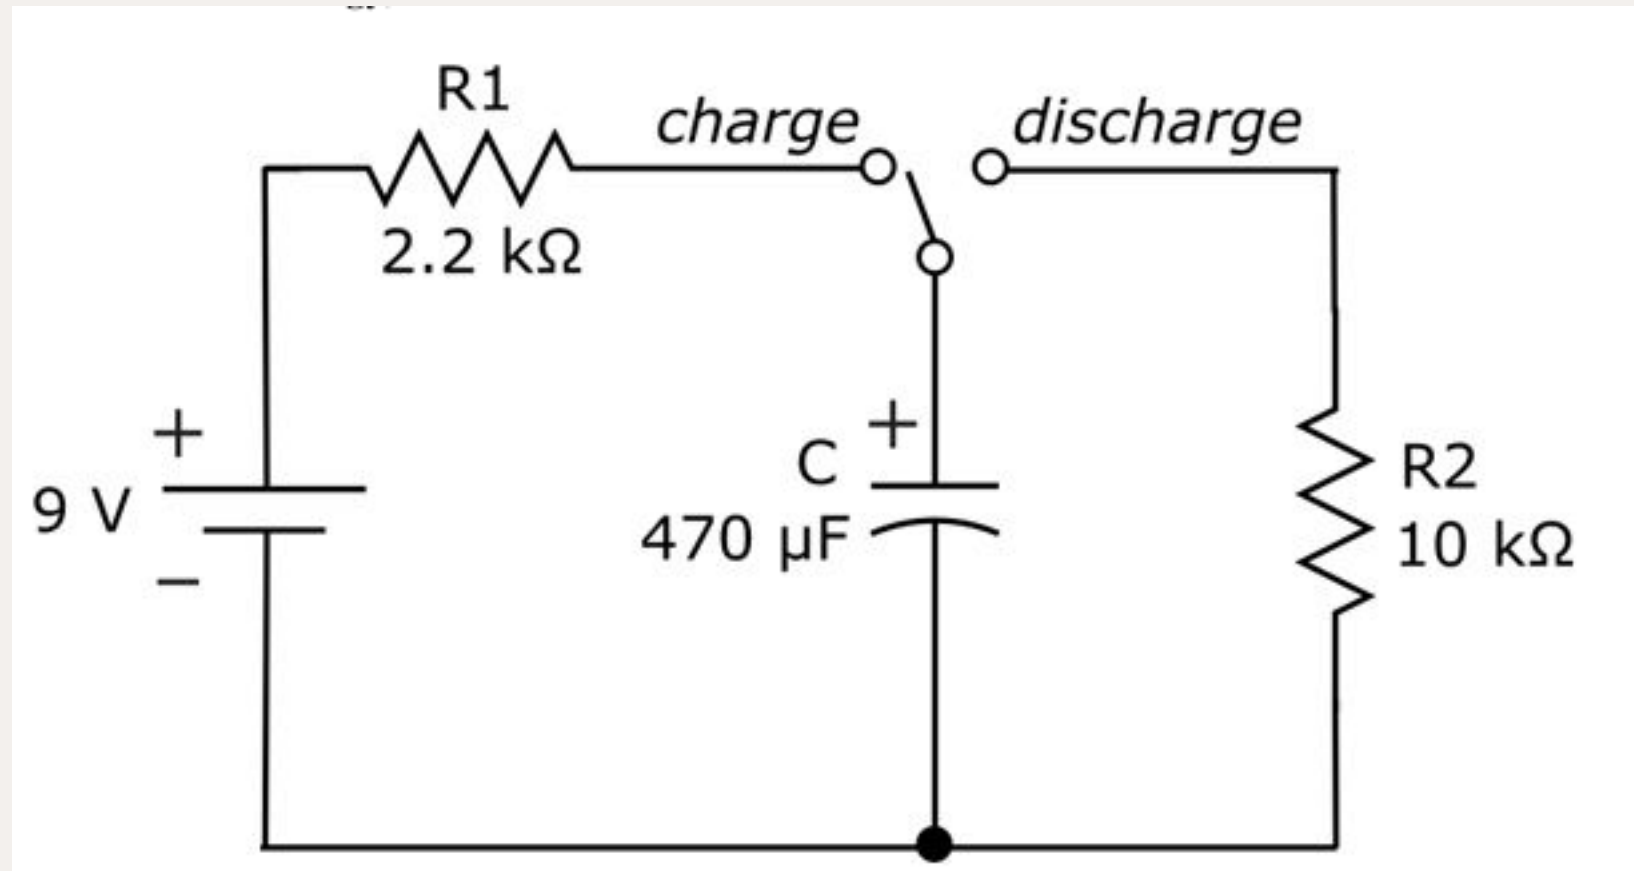 R1
charge
discharge
2.2 kΩ
+
+
C
R2
9 V
470 µF
10 kΩ
−